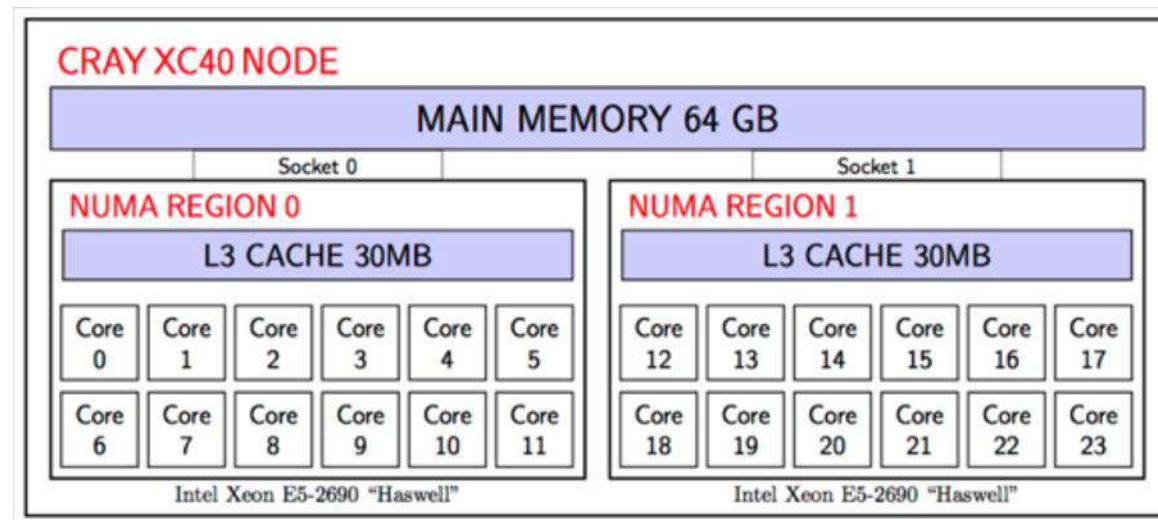 CRAY XC40 NODE
MAIN MEMORY 64 GB
Socket 0
Socket 1
NUMA REGION 0
L3 CACHE 30MB
Core 0
Core 1
Core 2
Core 3
Core 4
Core 5
Core 6
Core 7
Core 8
Core 9
Core 10
Core 11
Intel Xeon E5-2690 “Haswell”
NUMA REGION 1
L3 CACHE 30MB
Core 12
Core 13
Core 14
Core 15
Core 16
Core 17
Core 18
Core 19
Core 20
Core 21
Core 22
Core 23
Intel Xeon E5-2690 “Haswell”